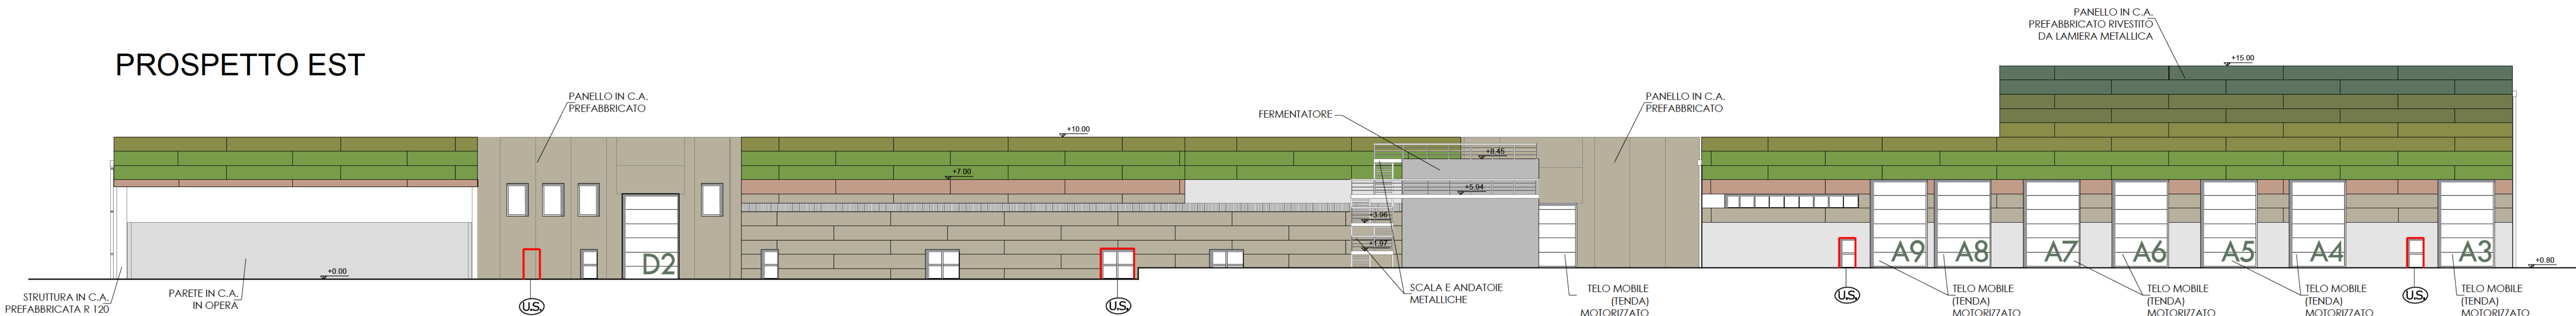 PROSPETTO EST
PANELLO IN C.A.
PREFABBRICATO RIVESTITO
DA LAMIERA METALLICA
+15.00
PANELLO IN C.A.
PREFABBRICATO
PANELLO IN C.A.
PREFABBRICATO
FERMENTATORE
+10.00
+8.45
+7.00
+5.94
+3.96
+1.97
D2
A9
A8
A7
A6
A5
A4
A3
+0.00
+0.80
STRUTTURA IN C.A.
PREFABBRICATA R 120
PARETE IN C.A.
IN OPERA
U.S.
U.S.
SCALA E ANDATOIE
METALLICHE
TELO MOBILE
(TENDA)
MOTORIZZATO
U.S.
TELO MOBILE
(TENDA)
MOTORIZZATO
TELO MOBILE
(TENDA)
MOTORIZZATO
TELO MOBILE
(TENDA)
MOTORIZZATO
U.S.
TELO MOBILE
(TENDA)
MOTORIZZATO